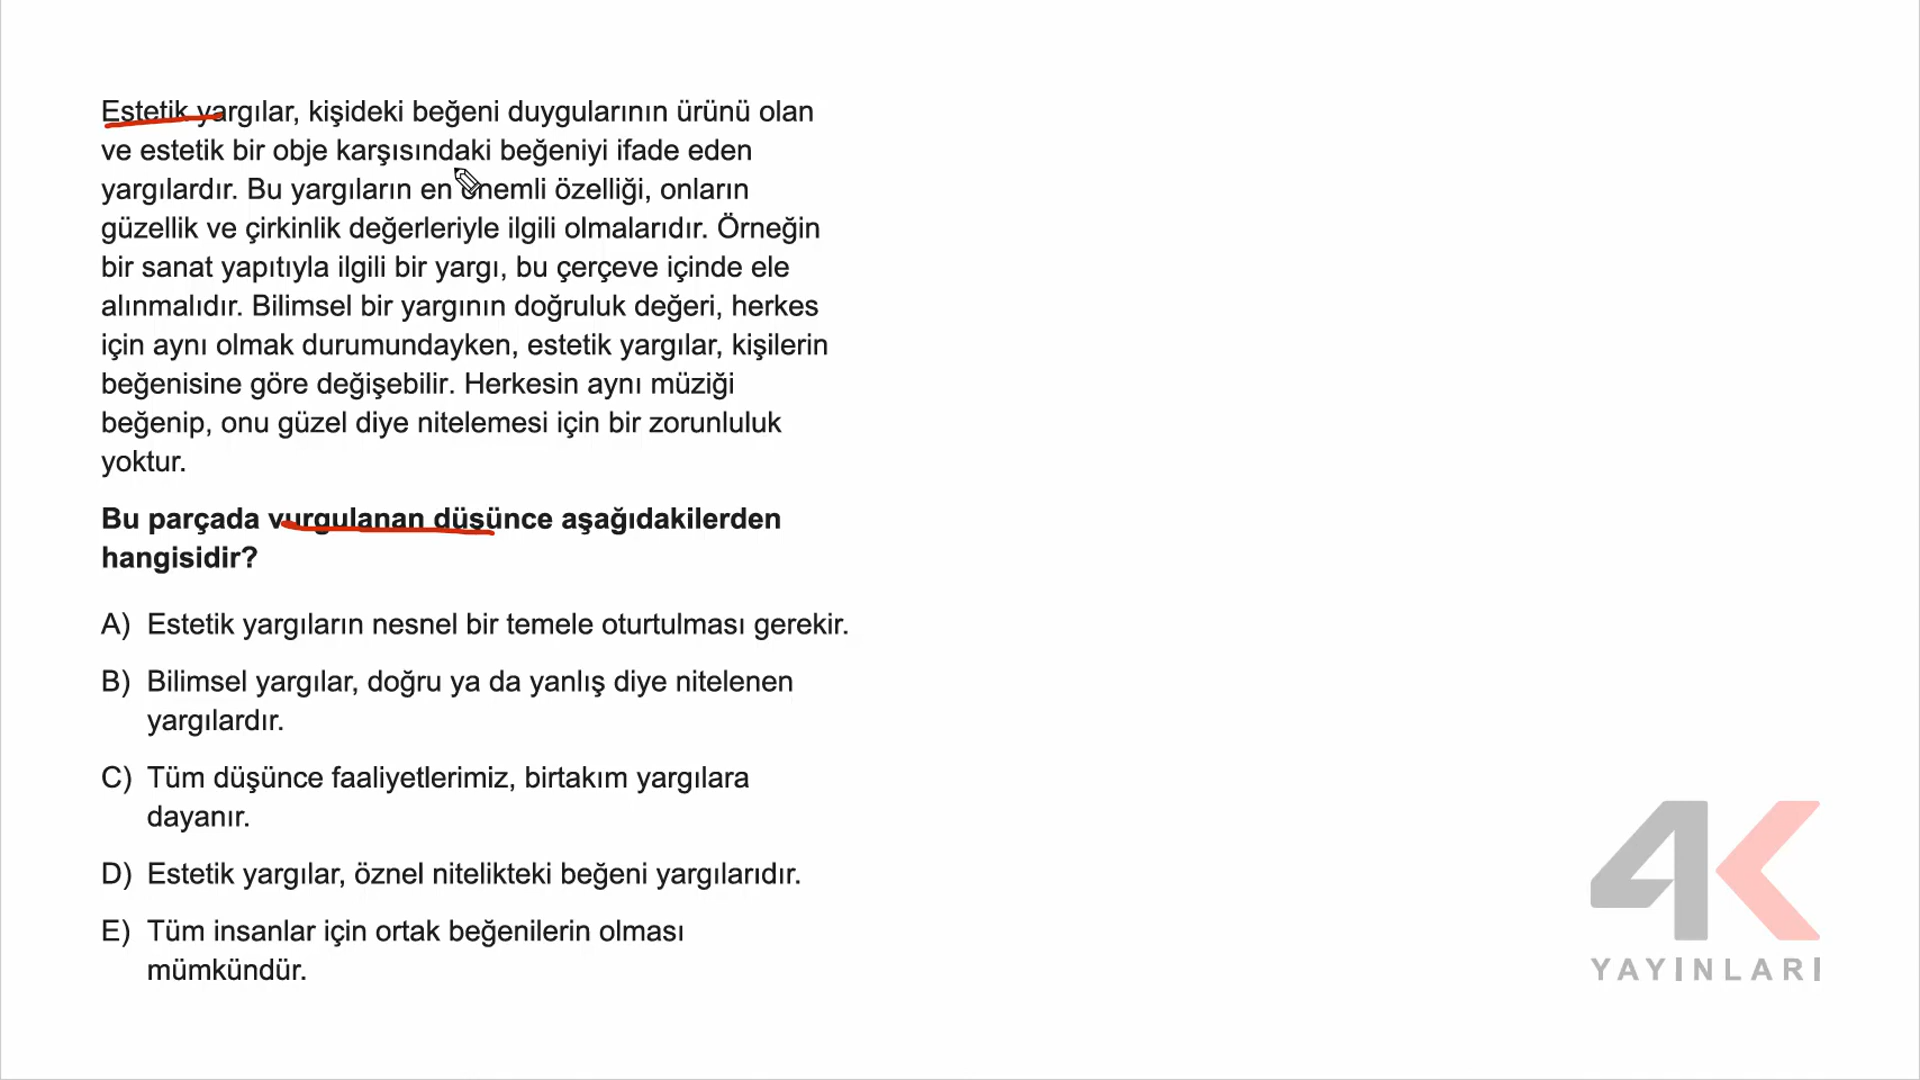 Estetik yargılar, kişideki beğeni duygularının ürünü olan
ve estetik bir obje karşısındaki beğeniyi ifade eden
yargılardır. Bu yargıların en önemli özelliği, onların
güzellik ve çirkinlik değerleriyle ilgili olmalarıdır. Örneğin
bir sanat yapıtıyla ilgili bir yargı, bu çerçeve içinde ele
alınmalıdır. Bilimsel bir yargının doğruluk değeri, herkes
için aynı olmak durumundayken, estetik yargılar, kişilerin
beğenisine göre değişebilir. Herkesin aynı müziği
beğenip, onu güzel diye nitelemesi için bir zorunluluk
yoktur.
Bu parçada vurgulanan düşünce aşağıdakilerden
hangisidir?
A) Estetik yargıların nesnel bir temele oturtulması gerekir.
B) Bilimsel yargılar, doğru ya da yanlış diye nitelenen
yargılardır.
C) Tüm düşünce faaliyetlerimiz, birtakım yargılara
dayanır.
D) Estetik yargılar, öznel nitelikteki beğeni yargılarıdır.
E) Tüm insanlar için ortak beğenilerin olması
mümkündür.
4K
YAYINLARI